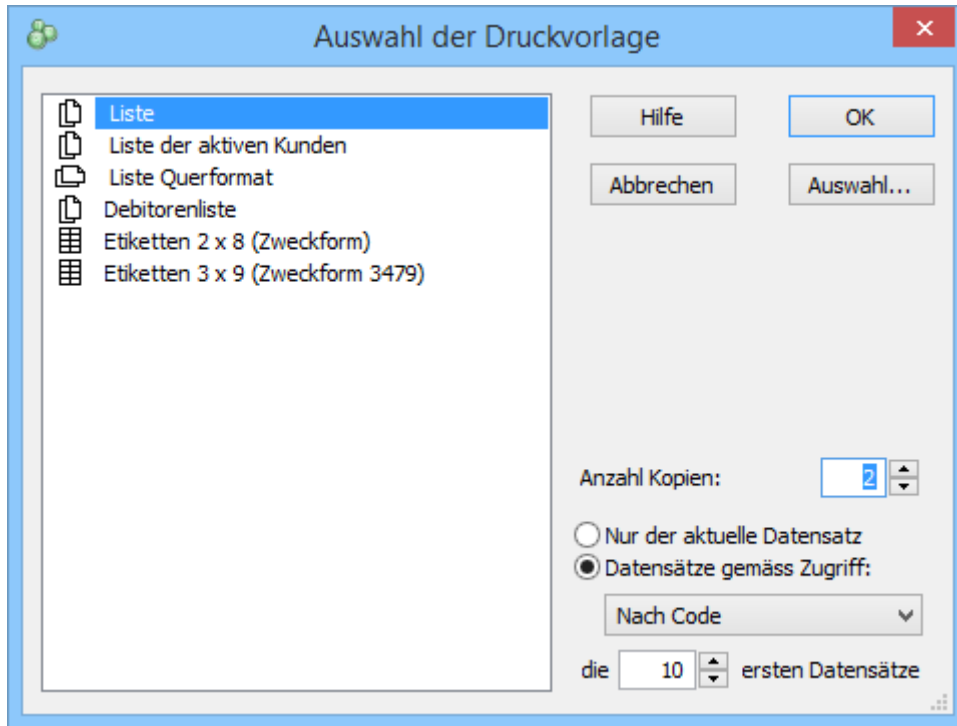 Auswahl der Druckvorlage
Liste
Liste der aktiven Kunden
Liste Querformat
Debitorenliste
Etiketten 2 x 8 (Zweckform)
Etiketten 3 x 9 (Zweckform 3479)
Hilfe
OK
Abbrechen
Auswahl...
Anzahl Kopien: 2
Nur der aktuelle Datensatz
Datensätze gemäss Zugriff:
Nach Code
die 10 ersten Datensätze